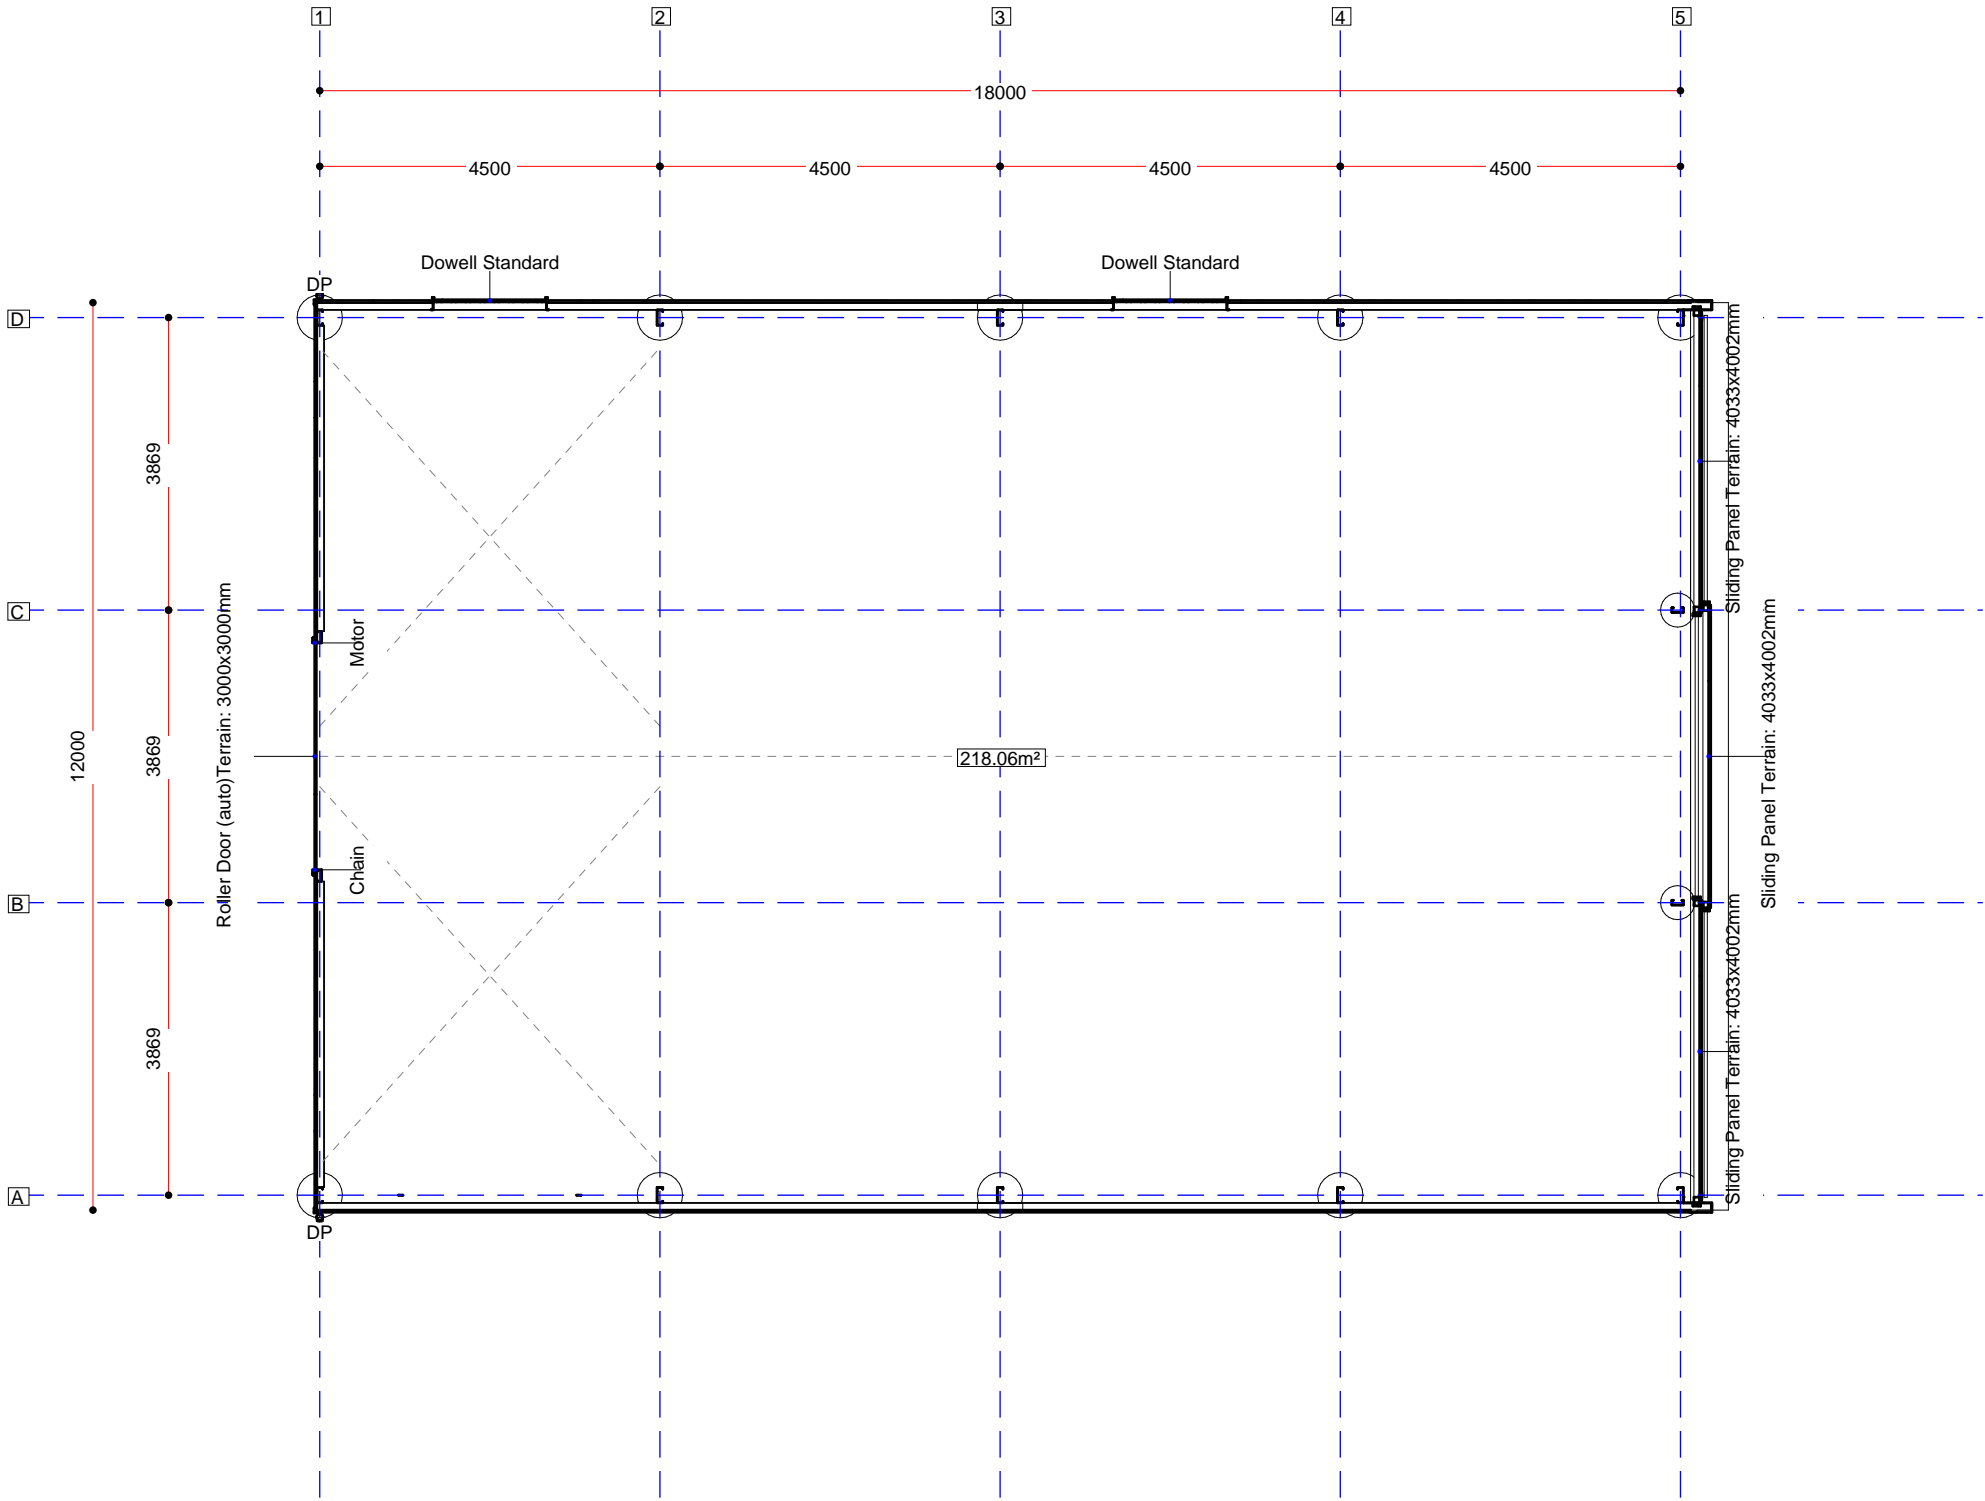 1
2
3
4
5
18000
4500
4500
4500
4500
Dowell Standard
Dowell Standard
DP
D
Sliding Panel Terrain: 4033x4002mm
3869
C
Roller Door (auto)Terrain: 3000x3000mm
Motor
Sliding Panel Terrain: 4033x4002mm
12000
3869
218.06m²
Chain
B
Sliding Panel Terrain: 4033x4002mm
3869
A
DP